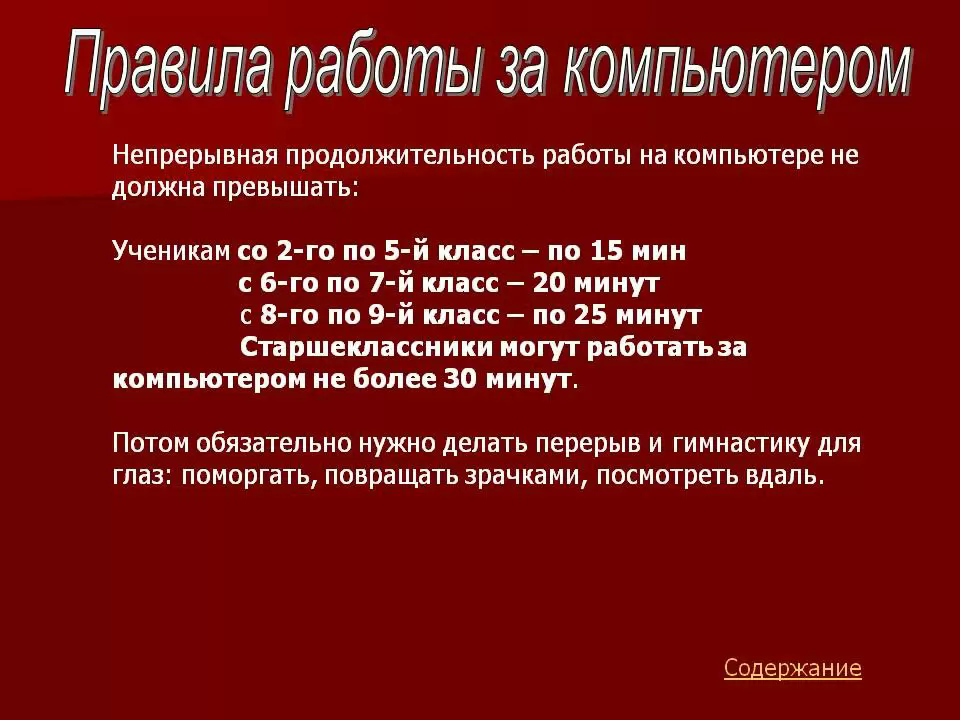 Правила работы за компьютером
Непрерывная продолжительность работы на компьютере не
должна превышать:
Ученикам со 2-го по 5-й класс – по 15 мин
с 6-го по 7-й класс – 20 минут
с 8-го по 9-й класс – по 25 минут
Старшеклассники могут работать за
компьютером не более 30 минут.
Потом обязательно нужно делать перерыв и гимнастику для
глаз: поморгать, повращать зрачками, посмотреть вдаль.
Содержание